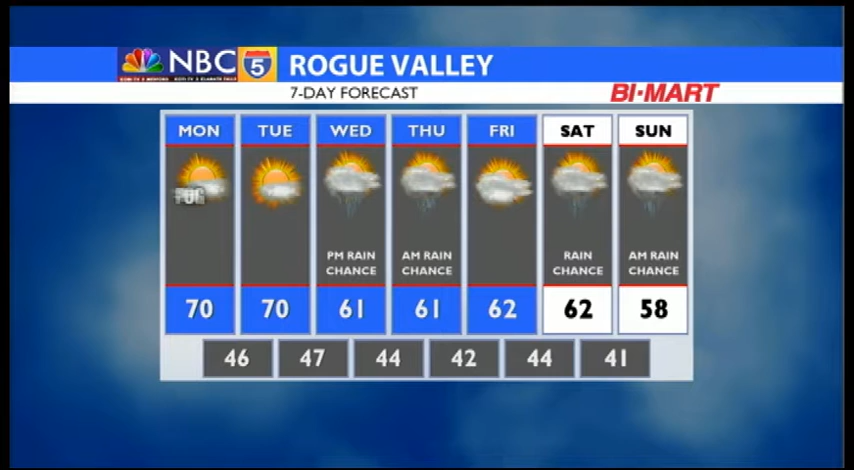 NBC 5
ROGUE VALLEY
7-DAY FORECAST
BI-MART
MON TUE WED THU FRI SAT SUN
FOG
PM RAIN CHANCE
AM RAIN CHANCE
RAIN CHANCE
AM RAIN CHANCE
70 70 61 61 62 62 58
46 47 44 42 44 41